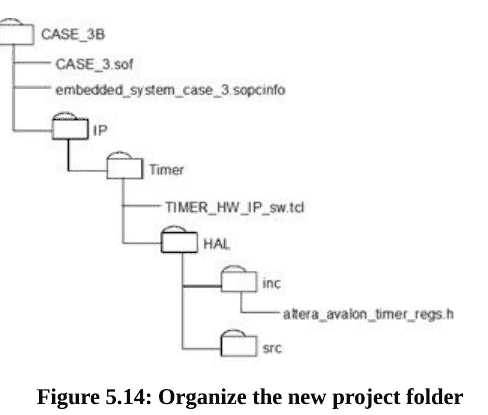 CASE_3B
CASE_3.sof
embedded_system_case_3.sopcinfo
IP
Timer
TIMER_HW_IP_sw.tcl
HAL
inc
altera_avalon_timer_regs.h
src
Figure 5.14: Organize the new project folder